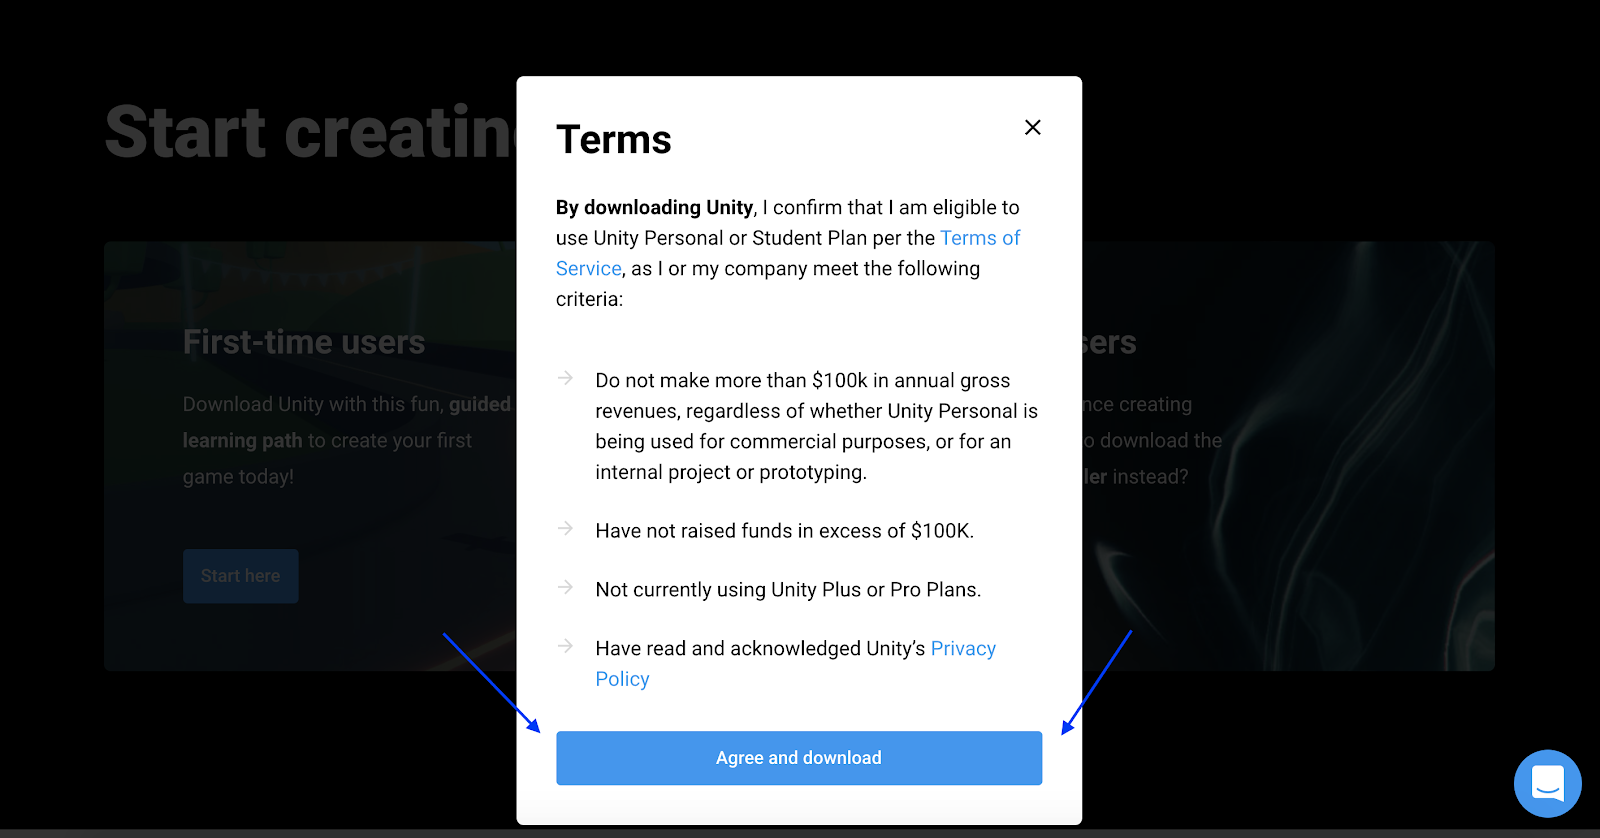 Start creating
Terms
By downloading Unity, I confirm that I am eligible to
use Unity Personal or Student Plan per the Terms of
Service, as I or my company meet the following
criteria:
First-time users
Download Unity with this fun, guided
learning path to create your first
game today!
Start here
Do not make more than $100k in annual gross
revenues, regardless of whether Unity Personal is
being used for commercial purposes, or for an
internal project or prototyping.
Have not raised funds in excess of $100K.
Not currently using Unity Plus or Pro Plans.
Have read and acknowledged Unity’s Privacy
Policy
Agree and download
sers
nce creating
o download the
ler instead?